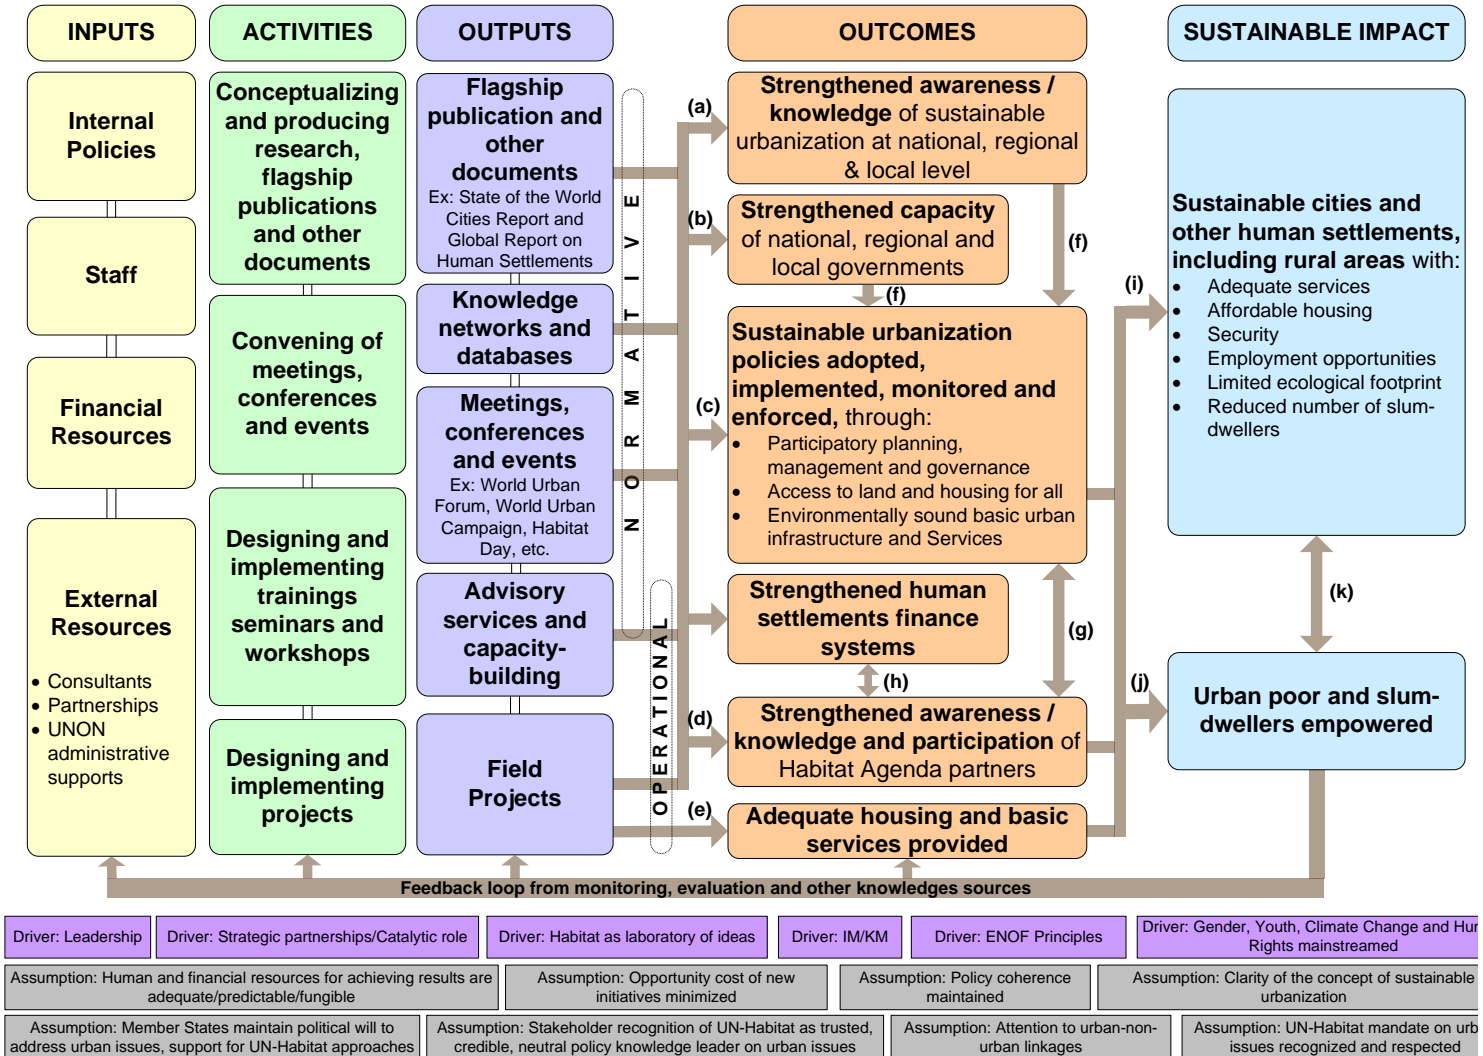 INPUTS
ACTIVITIES
OUTPUTS
OUTCOMES
SUSTAINABLE IMPACT
Internal
Policies
Staff
Financial
Resources
External
Resources
• Consultants
• Partnerships
• UNON
administrative
supports
Conceptualizing
and producing
research,
flagship
publications
and other
documents
Convening of
meetings,
conferences
and events
Designing and
implementing
trainings
seminars and
workshops
Designing and
implementing
projects
Flagship
publication and
other
documents
Ex: State of the World
Cities Report and
Global Report on
Human Settlements
Knowledge
networks and
databases
Meetings,
conferences
and events
Ex: World Urban
Forum, World Urban
Campaign, Habitat
Day, etc.
Advisory
services and
capacity-
building
Field
Projects
NORMATIVE
OPERATIONAL
(a)
(b)
(c)
(d)
(e)
Strengthened awareness /
knowledge of sustainable
urbanization at national, regional
& local level
Strengthened capacity
of national, regional and
local governments
(f)
(f)
Sustainable urbanization
policies adopted,
implemented, monitored and
enforced, through:
• Participatory planning,
management and governance
• Access to land and housing for all
• Environmentally sound basic urban
infrastructure and Services
Strengthened human
settlements finance
systems
(g)
(h)
Strengthened awareness /
knowledge and participation of
Habitat Agenda partners
Adequate housing and basic
services provided
(i)
(j)
Sustainable cities and
other human settlements,
including rural areas with:
• Adequate services
• Affordable housing
• Security
• Employment opportunities
• Limited ecological footprint
• Reduced number of slum-
dwellers
(k)
Urban poor and slum-
dwellers empowered
Feedback loop from monitoring, evaluation and other knowledges sources
Driver: Leadership
Driver: Strategic partnerships/Catalytic role
Driver: Habitat as laboratory of ideas
Driver: IM/KM
Driver: ENOF Principles
Driver: Gender, Youth, Climate Change and Hum
Rights mainstreamed
Assumption: Human and financial resources for achieving results are
adequate/predictable/fungible
Assumption: Opportunity cost of new
initiatives minimized
Assumption: Policy coherence
maintained
Assumption: Clarity of the concept of sustainable
urbanization
Assumption: Member States maintain political will to
address urban issues, support for UN-Habitat approaches
Assumption: Stakeholder recognition of UN-Habitat as trusted,
credible, neutral policy knowledge leader on urban issues
Assumption: Attention to urban-non-
urban linkages
Assumption: UN-Habitat mandate on urb
issues recognized and respected